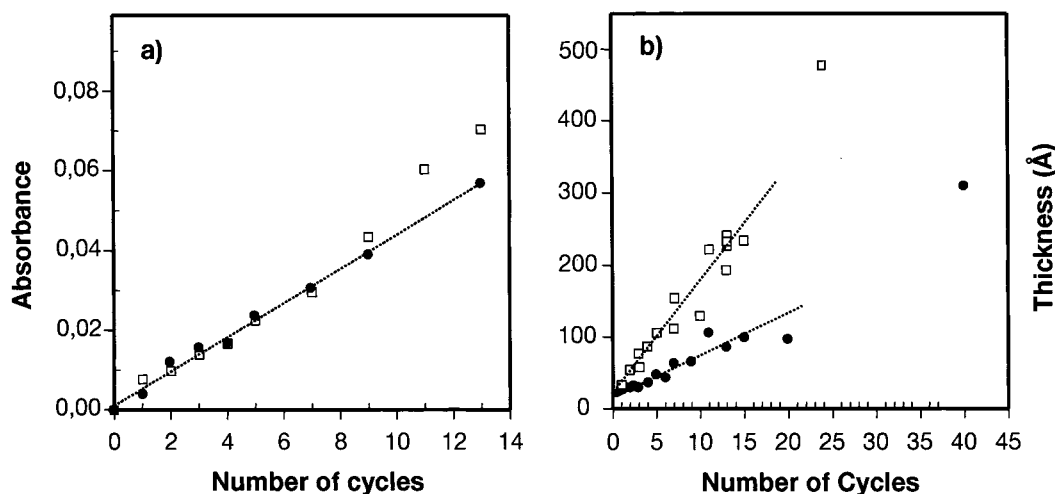 a)
Absorbance
0,08
0,06
0,04
0,02
0,00
0 2 4 6 8 10 12 14
Number of cycles
b)
500
400
300
200
100
0
0 5 10 15 20 25 30 35 40 45
Number of Cycles
Thickness (Å)